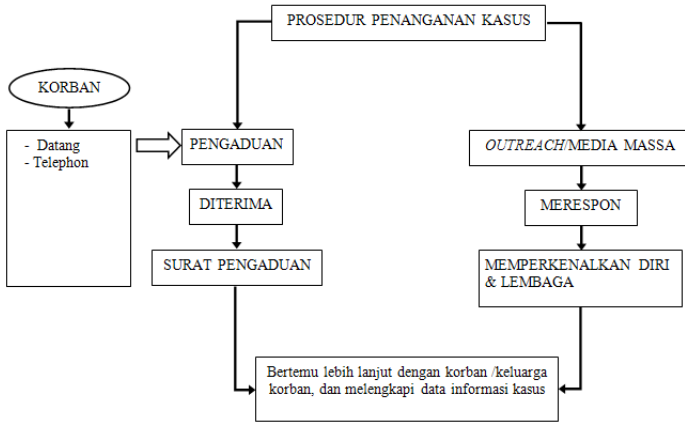 PROSEDUR PENANGANAN KASUS
KORBAN
- Datang
- Telephon
PENGADUAN
OUTREACH/MEDIA MASSA
DITERIMA
MERESPON
SURAT PENGADUAN
MEMPERKENALKAN DIRI
& LEMBAGA
Bertemu lebih lanjut dengan korban /keluarga
korban, dan melengkapi data informasi kasus